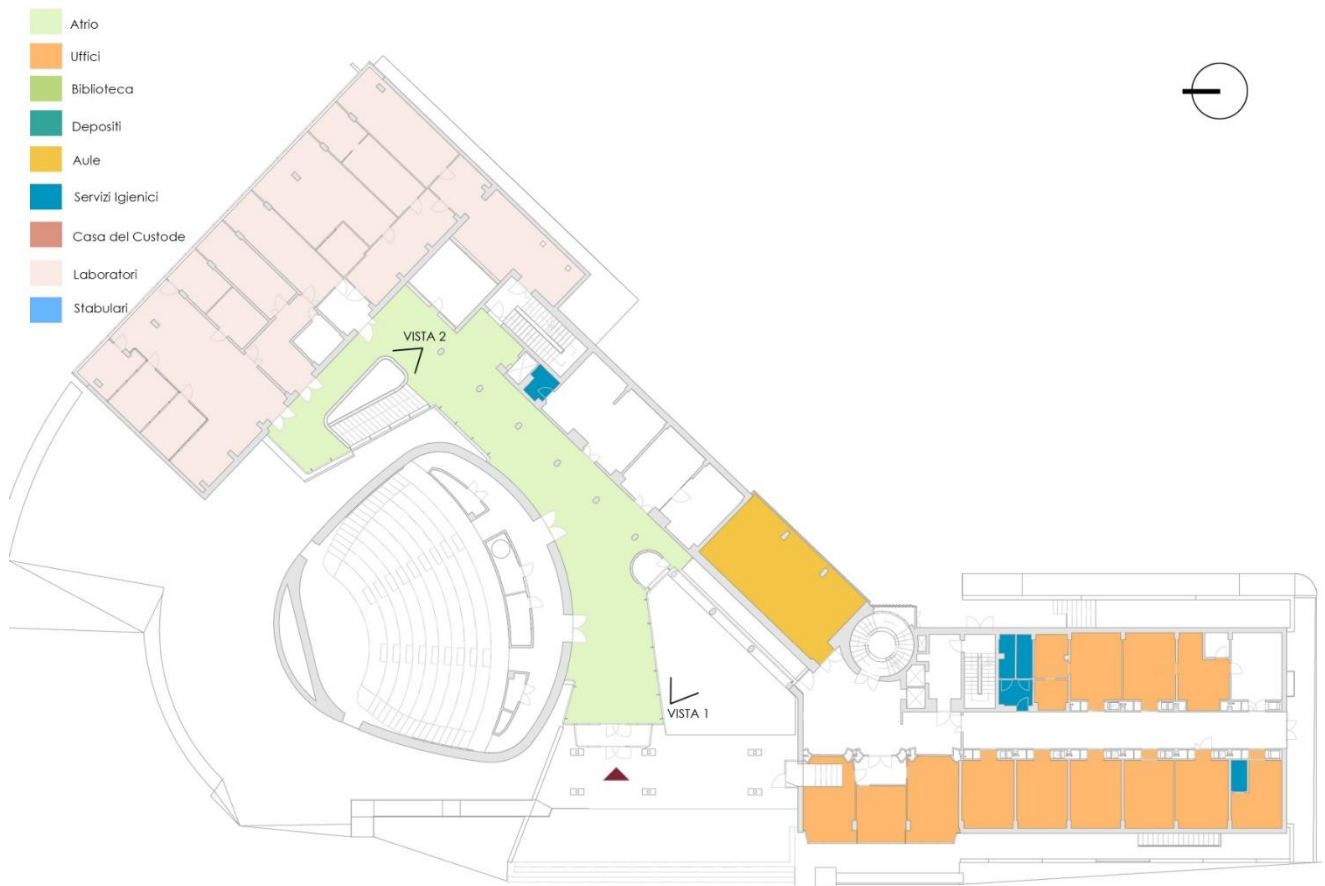 Atrio
Uffici
Biblioteca
Depositi
Aule
Servizi Igienici
Casa del Custode
Laboratori
Stabulari
VISTA 2
VISTA 1